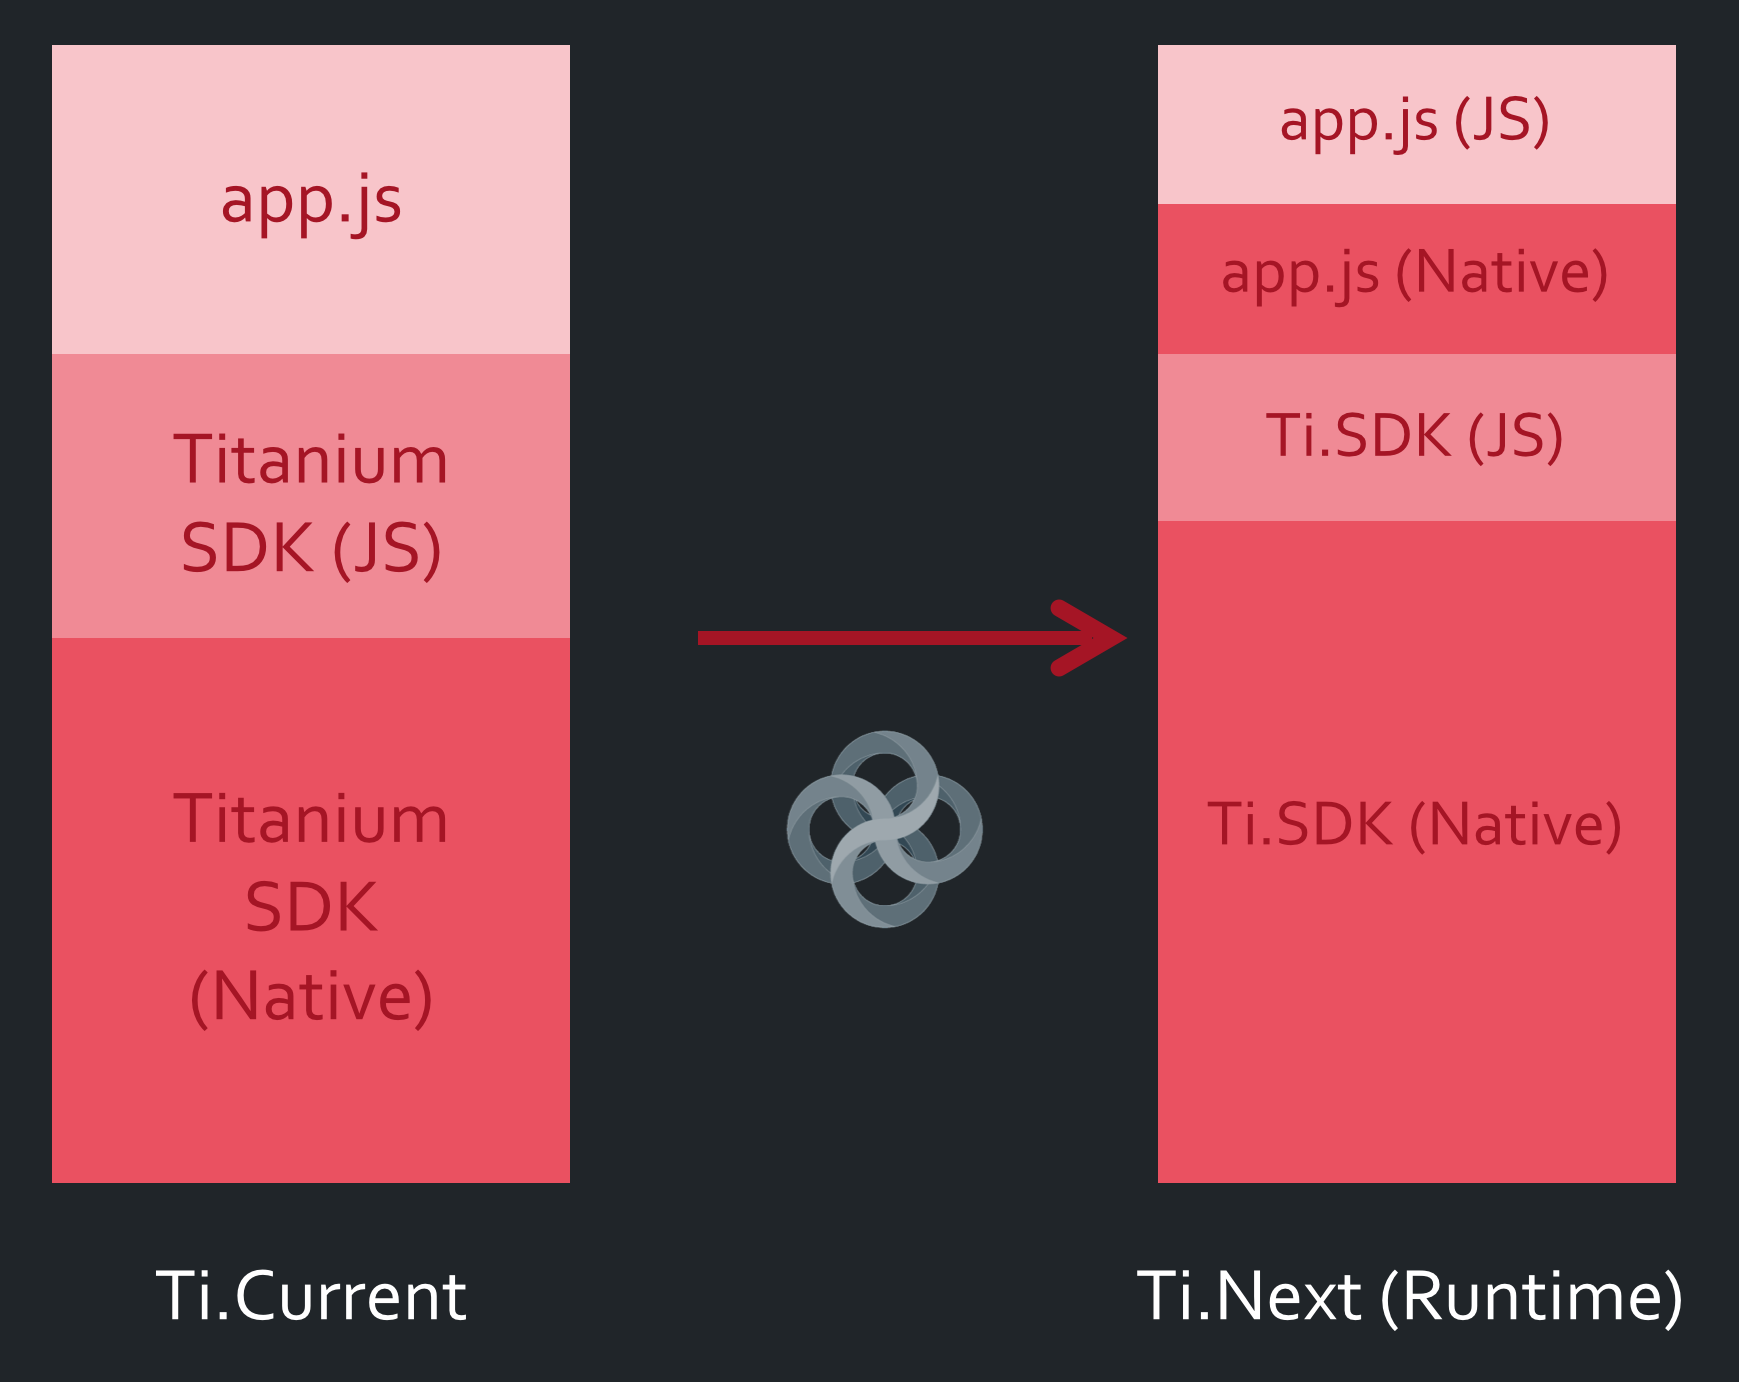 app.js
Titanium
SDK (JS)
Titanium
SDK
(Native)
Ti.Current
app.js (JS)
app.js (Native)
Ti.SDK (JS)
Ti.SDK (Native)
Ti.Next (Runtime)